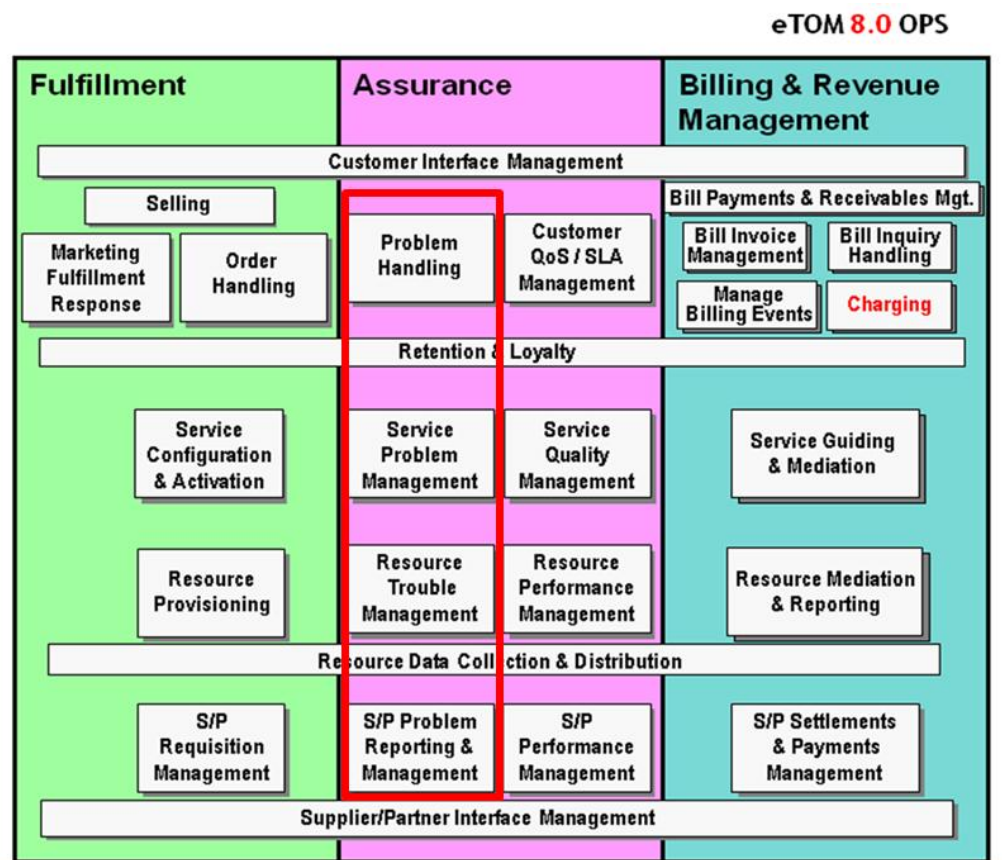 eTOM 8.0 OPS
Fulfillment
Assurance
Billing & Revenue
Management
Customer Interface Management
Selling
Marketing
Fulfillment
Response
Order
Handling
Problem
Handling
Customer
QoS / SLA
Management
Bill Payments & Receivables Mgt.
Bill Invoice
Management
Bill Inquiry
Handling
Manage
Billing Events
Charging
Retention & Loyalty
Service
Configuration
& Activation
Service
Problem
Management
Service
Quality
Management
Service Guiding
& Mediation
Resource
Provisioning
Resource
Trouble
Management
Resource
Performance
Management
Resource Mediation
& Reporting
Resource Data Collection & Distribution
S/P
Requisition
Management
S/P Problem
Reporting &
Management
S/P
Performance
Management
S/P Settlements
& Payments
Management
Supplier/Partner Interface Management